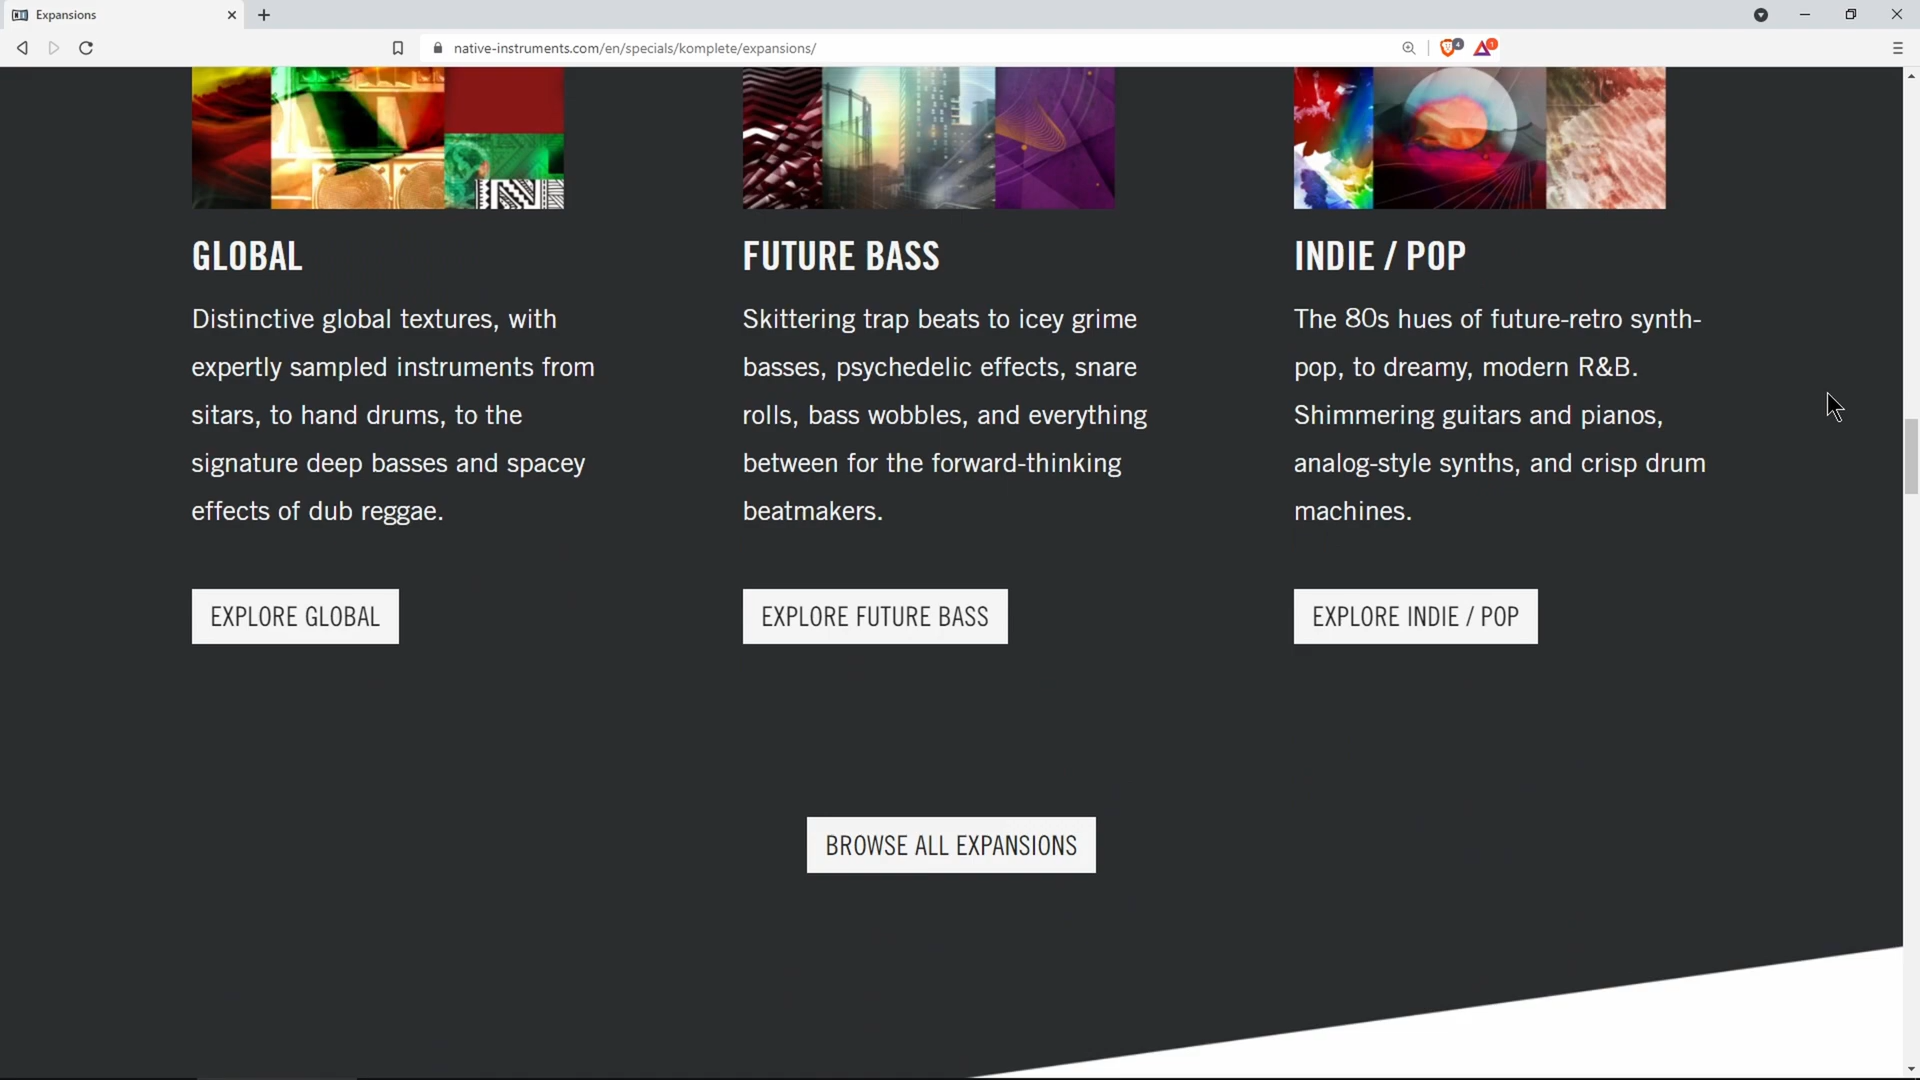 Expansions
native-instruments.com/en/specials/komplete/expansions/
4
1
GLOBAL
Distinctive global textures, with
expertly sampled instruments from
sitars, to hand drums, to the
signature deep basses and spacey
effects of dub reggae.
EXPLORE GLOBAL
FUTURE BASS
Skittering trap beats to icey grime
basses, psychedelic effects, snare
rolls, bass wobbles, and everything
between for the forward-thinking
beatmakers.
EXPLORE FUTURE BASS
INDIE / POP
The 80s hues of future-retro synth-
pop, to dreamy, modern R&B.
Shimmering guitars and pianos,
analog-style synths, and crisp drum
machines.
EXPLORE INDIE / POP
BROWSE ALL EXPANSIONS